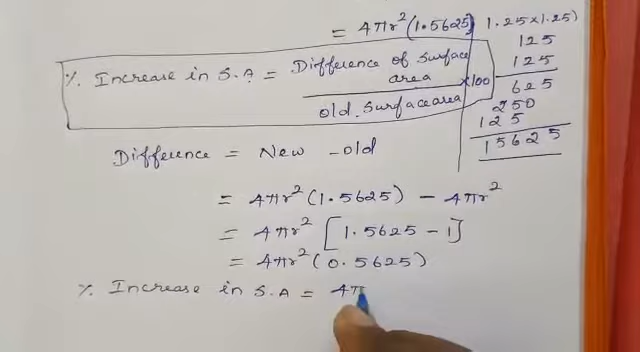 = 4πr²(1.5625)
% Increase in S.A = Difference of Surface area / old. Surface area ×100
Difference = New - old
= 4πr²(1.5625) - 4πr²
= 4πr² [1.5625 - 1]
= 4πr²(0.5625)
% Increase in S.A = 4π
1.25×1.25)
125
125
625
250
125
15625